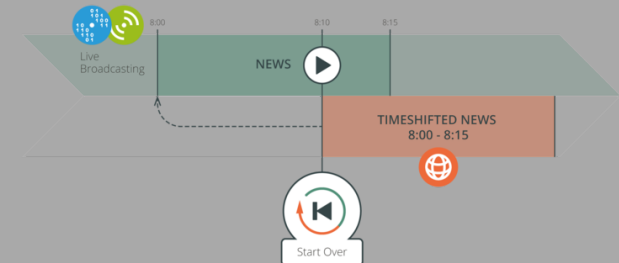 8:00
8:10
8:15
Live
Broadcasting
NEWS
TIMESHIFTED NEWS
8:00 - 8:15
Start Over